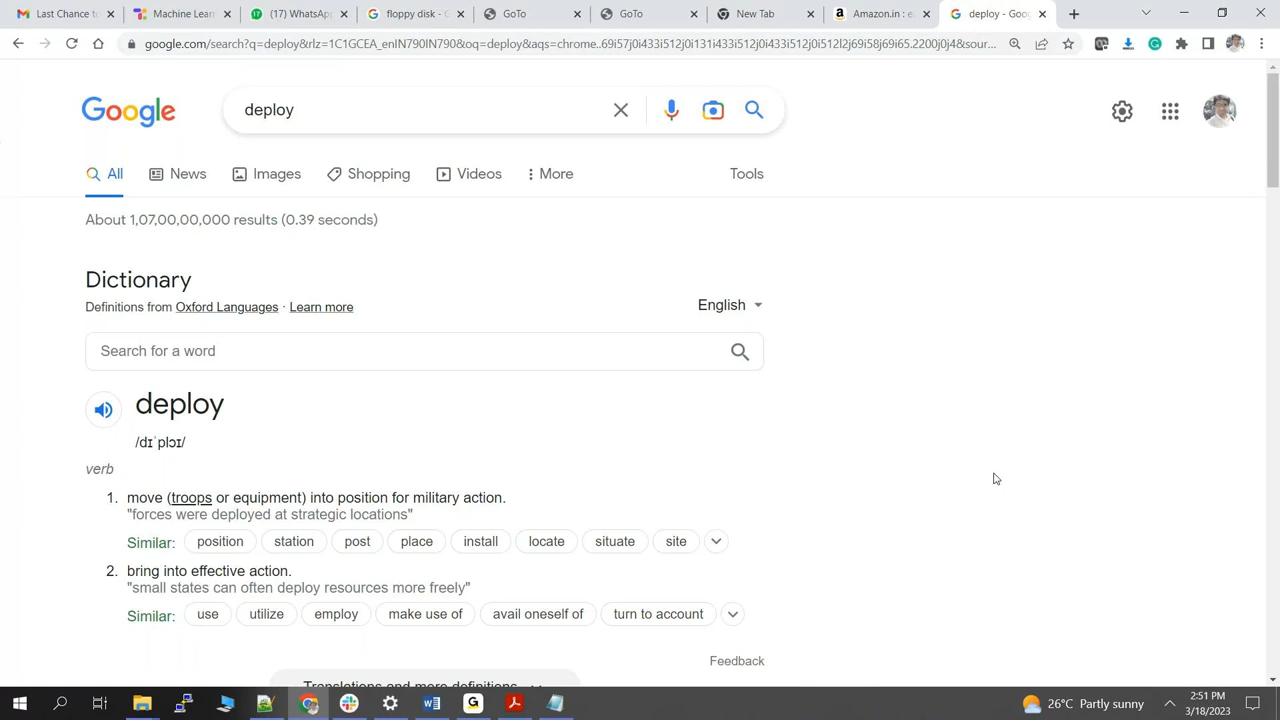 Last Chance to
Machine Learn
(17) WhatsApp
floppy disk - G
GoTo
GoTo
New Tab
Amazon.in : e
deploy - Goog
google.com/search?q=deploy&rlz=1C1GCEA_enIN790IN790&oq=deploy&aqs=chrome..69i57j0i433i512j0i131i433i512j0i433i512j0i512l2j69i58j69i65.2200j0j4&sour...
Google
deploy
All
News
Images
Shopping
Videos
More
Tools
About 1,07,00,00,000 results (0.39 seconds)
Dictionary
Definitions from Oxford Languages · Learn more
English
Search for a word
deploy
/dɪˈplɔɪ/
verb
1. move (troops or equipment) into position for military action.
"forces were deployed at strategic locations"
Similar: position station post place install locate situate site
2. bring into effective action.
"small states can often deploy resources more freely"
Similar: use utilize employ make use of avail oneself of turn to account
Feedback
Translations and more definitions
26°C Partly sunny
2:51 PM
3/18/2023